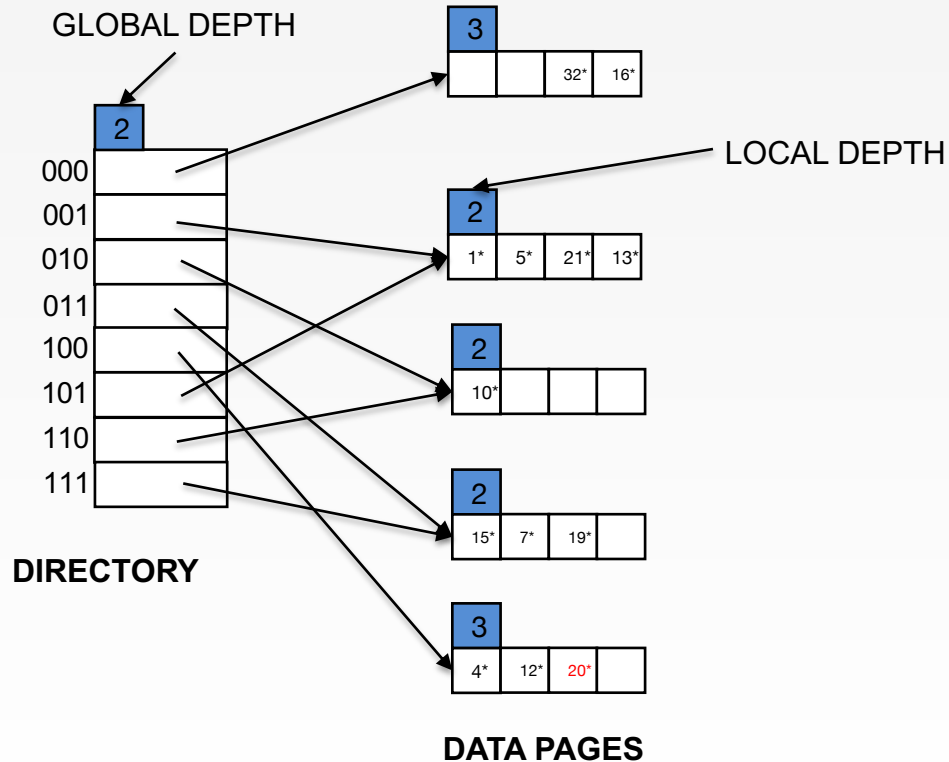 GLOBAL DEPTH
2
000
001
010
011
100
101
110
111
DIRECTORY
3
32* 16*
LOCAL DEPTH
2
1* 5* 21* 13*
2
10*
2
15* 7* 19*
3
4* 12* 20*
DATA PAGES